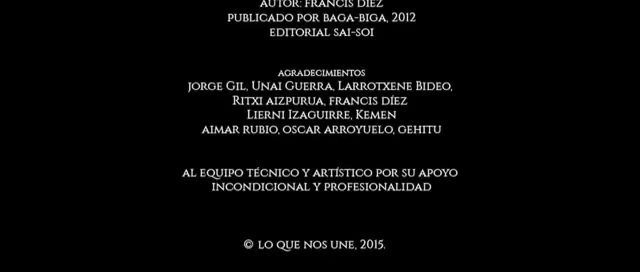 AUTOR: FRANCIS DÍEZ
PUBLICADO POR BAGA-BIGA, 2012
EDITORIAL SAI-SOI
AGRADECIMIENTOS
JORGE GIL, UNAI GUERRA, LARROTXENE BIDEO,
RITXI AIZPURUA, FRANCIS DÍEZ
LIERNI IZAGUIRRE, KEMEN
AIMAR RUBIO, OSCAR ARROYUELO, GEHITU
AL EQUIPO TÉCNICO Y ARTÍSTICO POR SU APOYO
INCONDICIONAL Y PROFESIONALIDAD
© LO QUE NOS UNE, 2015.